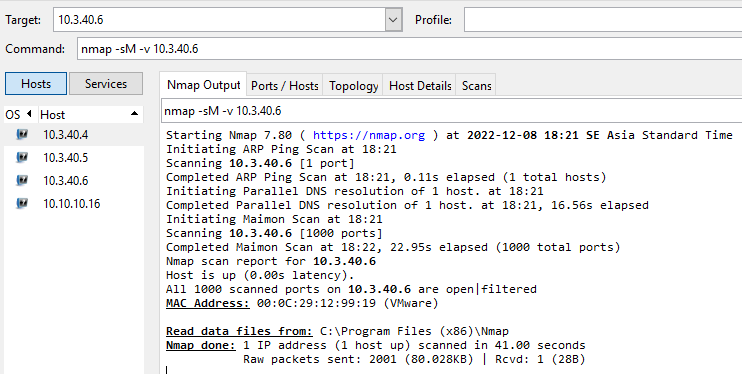 Target: 10.3.40.6 Profile:
Command: nmap -sM -v 10.3.40.6
Hosts Services
Nmap Output Ports / Hosts Topology Host Details Scans
OS Host
nmap -sM -v 10.3.40.6
10.3.40.4
10.3.40.5
10.3.40.6
10.10.10.16
Starting Nmap 7.80 ( https://nmap.org ) at 2022-12-08 18:21 SE Asia Standard Time
Initiating ARP Ping Scan at 18:21
Scanning 10.3.40.6 [1 port]
Completed ARP Ping Scan at 18:21, 0.11s elapsed (1 total hosts)
Initiating Parallel DNS resolution of 1 host. at 18:21
Completed Parallel DNS resolution of 1 host. at 18:21, 16.56s elapsed
Initiating Maimon Scan at 18:21
Scanning 10.3.40.6 [1000 ports]
Completed Maimon Scan at 18:22, 22.95s elapsed (1000 total ports)
Nmap scan report for 10.3.40.6
Host is up (0.00s latency).
All 1000 scanned ports on 10.3.40.6 are open|filtered
MAC Address: 00:0C:29:12:99:19 (VMware)
Read data files from: C:\Program Files (x86)\Nmap
Nmap done: 1 IP address (1 host up) scanned in 41.00 seconds
Raw packets sent: 2001 (80.028KB) | Rcvd: 1 (28B)